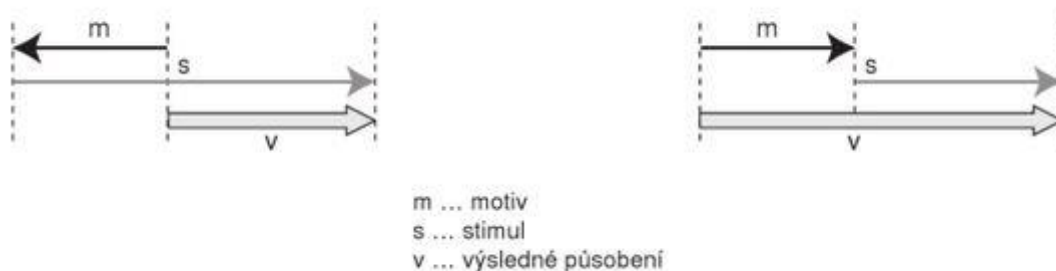 m
s
v
m
s
v
m ... motiv
s ... stimul
v ... výsledné působení